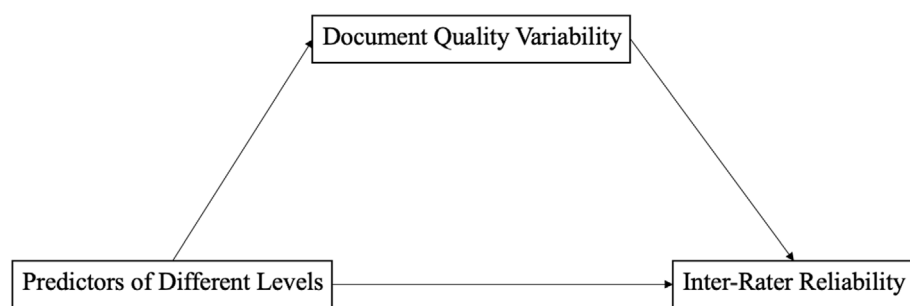 Document Quality Variability
Predictors of Different Levels
Inter-Rater Reliability